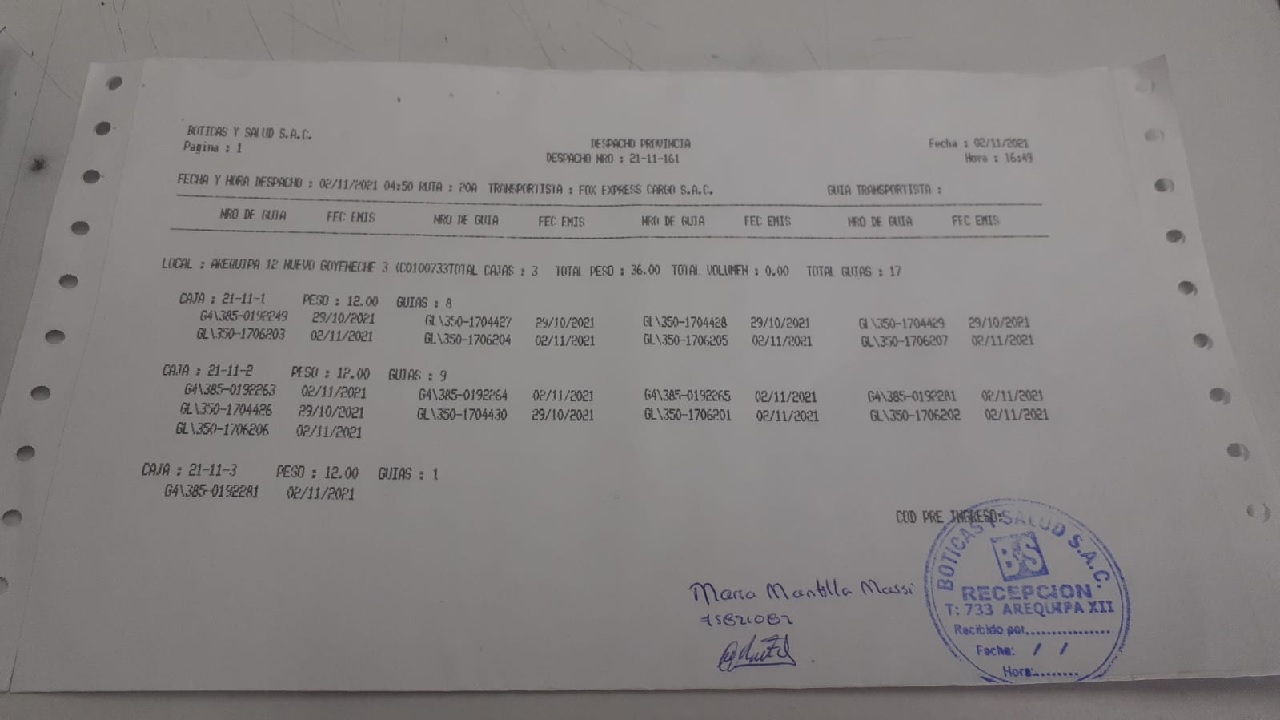 BOTICAS Y SALUD S.A.C.
Pagina : 1
DESPACHO PROVINCIA
DESPACHO NRO : 21-11-161
Fecha : 02/11/2021
Hora : 16:49
FECHA Y HORA DESPACHO : 02/11/2021 04:50 RUTA : 20A TRANSPORTISTA : FOX EXPRESS CARGO S.A.C. GUIA TRANSPORTISTA :
NRO DE GUIA FEC EMIS NRO DE GUIA FEC EMIS NRO DE GUIA FEC EMIS NRO DE GUIA FEC EMIS
LOCAL : AREQUIPA 12 NUEVO GOYENECHE 3 (C0100733TOTAL CAJAS : 3 TOTAL PESO : 36.00 TOTAL VOLUMEN : 0.00 TOTAL GUIAS : 17
CAJA : 21-11-1 PESO : 12.00 GUIAS : 8
G4\385-0192249 29/10/2021 GL\350-1704427 29/10/2021 GL\350-1704428 29/10/2021 GL\350-1704429 29/10/2021
GL\350-1706203 02/11/2021 GL\350-1706204 02/11/2021 GL\350-1706205 02/11/2021 GL\350-1706207 02/11/2021
CAJA : 21-11-2 PESO : 12.00 GUIAS : 9
G4\385-0192263 02/11/2021 G4\385-0192264 02/11/2021 G4\385-0192265 02/11/2021 G4\385-0192281 02/11/2021
GL\350-1704426 29/10/2021 GL\350-1704430 29/10/2021 GL\350-1706201 02/11/2021 GL\350-1706202 02/11/2021
GL\350-1706206 02/11/2021
CAJA : 21-11-3 PESO : 12.00 GUIAS : 1
G4\385-0192281 02/11/2021
COD PRE INGRESO:
BOTICAS Y SALUD S.A.C.
B&S
RECEPCION
T: 733 AREQUIPA XII
Recibido por................
Fecha: / /
Hora:.........
Maria Mantilla Massi